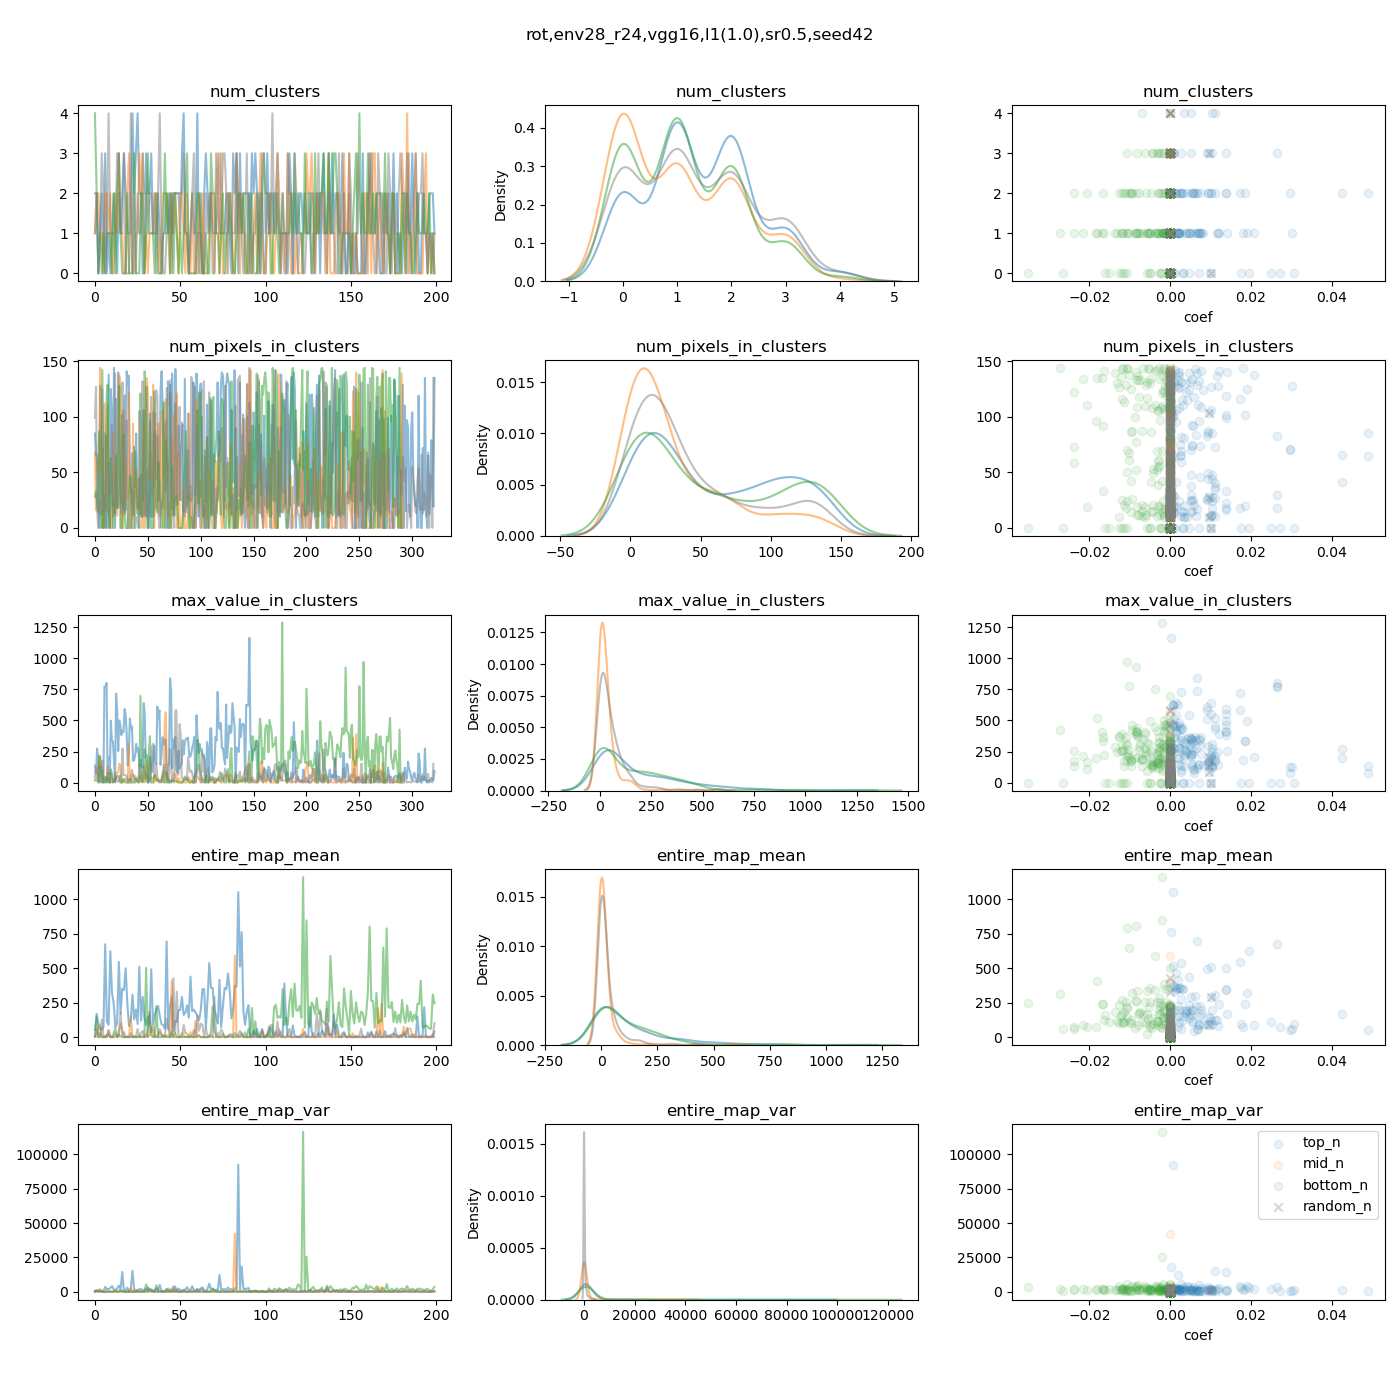 rot,env28_r24,vgg16,l1(1.0),sr0.5,seed42
num_clusters
4
3
2
1
0
0 50 100 150 200
num_clusters
Density
0.4
0.3
0.2
0.1
0.0
−1 0 1 2 3 4 5
num_clusters
4
3
2
1
0
−0.02 0.00 0.02 0.04
coef
num_pixels_in_clusters
150
100
50
0
0 50 100 150 200 250 300
num_pixels_in_clusters
Density
0.015
0.010
0.005
0.000
−50 0 50 100 150 200
num_pixels_in_clusters
150
100
50
0
−0.02 0.00 0.02 0.04
coef
max_value_in_clusters
1250
1000
750
500
250
0
0 50 100 150 200 250 300
max_value_in_clusters
Density
0.0125
0.0100
0.0075
0.0050
0.0025
0.0000
−250 0 250 500 750 1000 1250 1500
max_value_in_clusters
1250
1000
750
500
250
0
−0.02 0.00 0.02 0.04
coef
entire_map_mean
1000
750
500
250
0
0 50 100 150 200
entire_map_mean
Density
0.015
0.010
0.005
0.000
−250 0 250 500 750 1000 1250
entire_map_mean
1000
750
500
250
0
−0.02 0.00 0.02 0.04
coef
entire_map_var
100000
75000
50000
25000
0
0 50 100 150 200
entire_map_var
Density
0.0015
0.0010
0.0005
0.0000
0 20000 40000 60000 80000 100000 120000
entire_map_var
100000
75000
50000
25000
0
−0.02 0.00 0.02 0.04
coef
top_n
mid_n
bottom_n
random_n